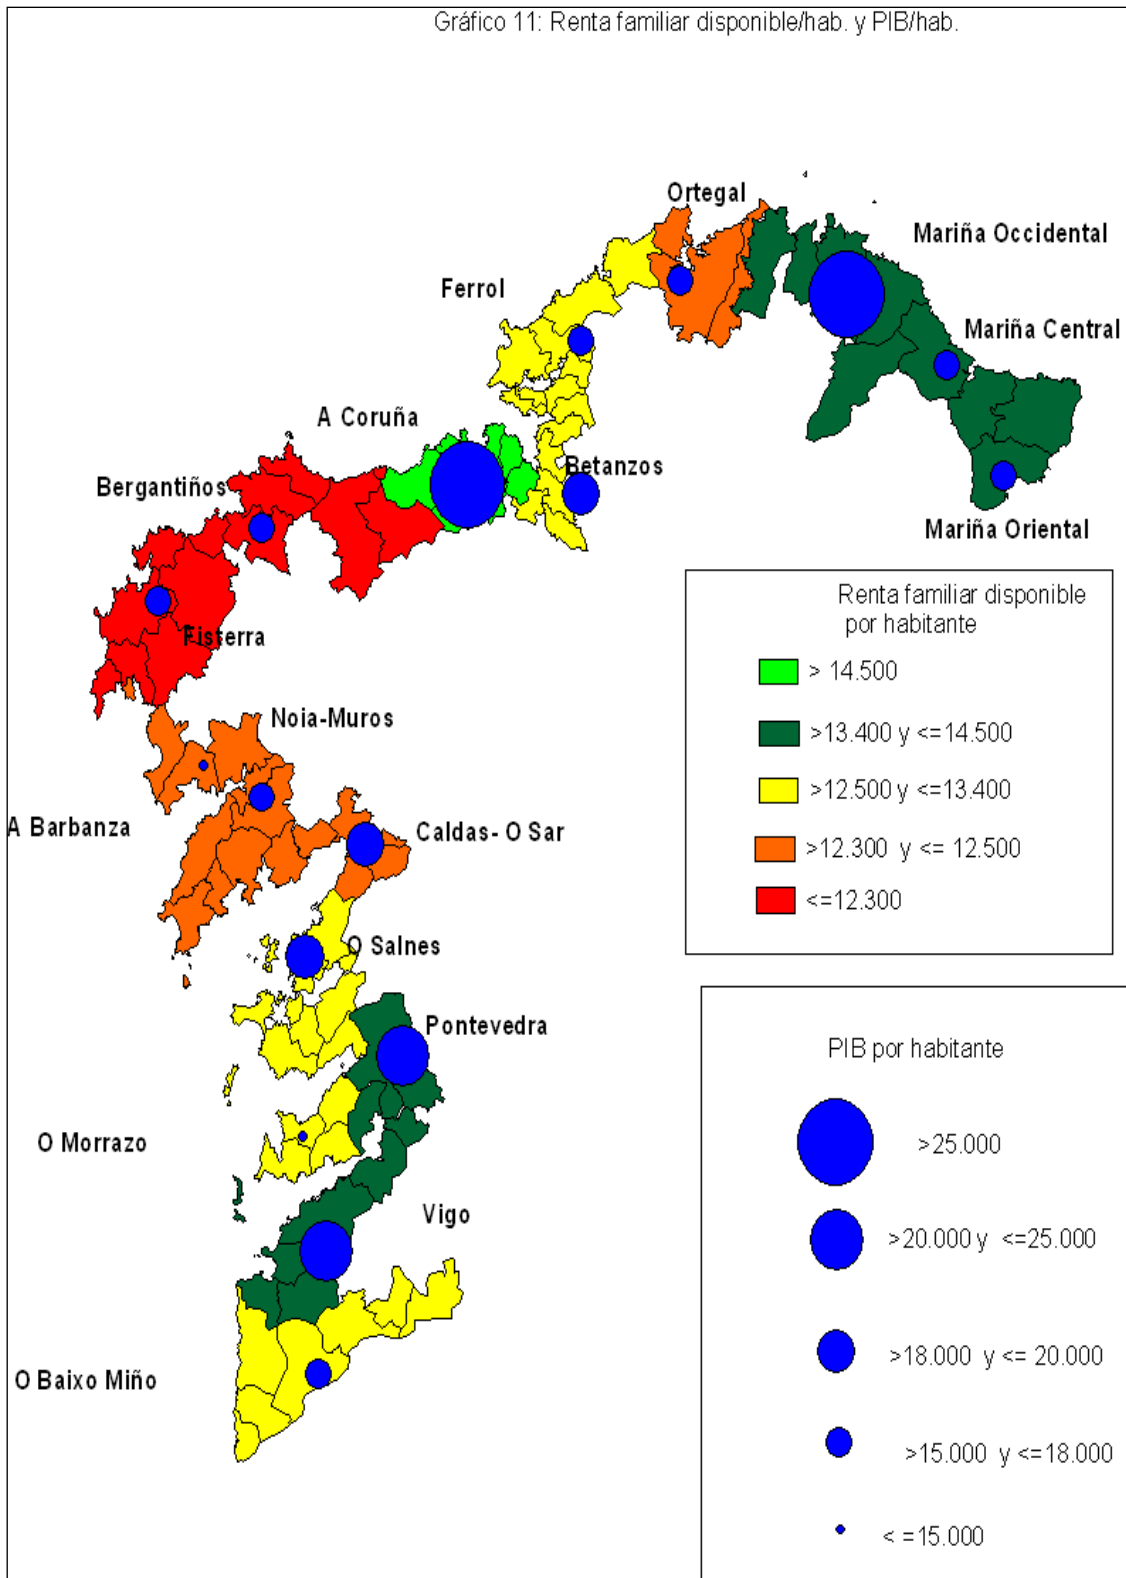 Gráfico 11: Renta familiar disponible/hab. y PIB/hab.
Ortegal
Mariña Occidental
Ferrol
Mariña Central
A Coruña
Betanzos
Bergantiños
Mariña Oriental
Fisterra
Noia-Muros
A Barbanza
Caldas- O Sar
O Salnes
Pontevedra
O Morrazo
Vigo
O Baixo Miño
Renta familiar disponible
por habitante
> 14.500
>13.400 y <=14.500
>12.500 y <=13.400
>12.300 y <= 12.500
<=12.300
PIB por habitante
>25.000
>20.000 y <=25.000
>18.000 y <= 20.000
>15.000 y <=18.000
< =15.000